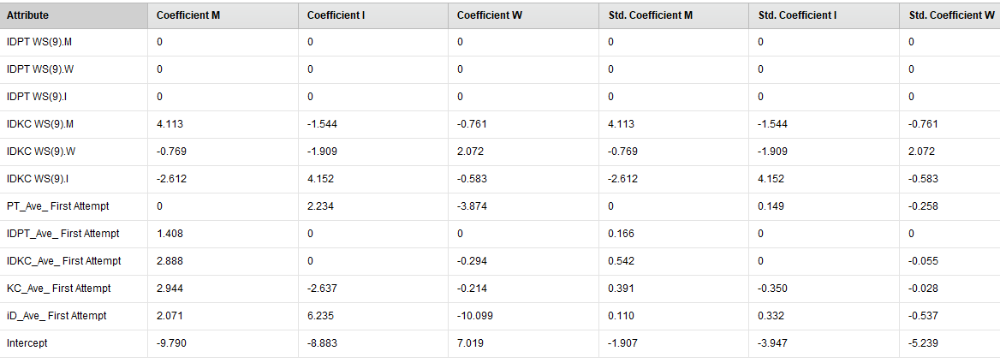 Attribute Coefficient M Coefficient I Coefficient W Std. Coefficient M Std. Coefficient I Std. Coefficient W
IDPT WS(9).M 0 0 0 0 0 0
IDPT WS(9).W 0 0 0 0 0 0
IDPT WS(9).I 0 0 0 0 0 0
IDKC WS(9).M 4.113 -1.544 -0.761 4.113 -1.544 -0.761
IDKC WS(9).W -0.769 -1.909 2.072 -0.769 -1.909 2.072
IDKC WS(9).I -2.612 4.152 -0.583 -2.612 4.152 -0.583
PT_Ave_ First Attempt 0 2.234 -3.874 0 0.149 -0.258
IDPT_Ave_ First Attempt 1.408 0 0 0.166 0 0
IDKC_Ave_ First Attempt 2.888 0 -0.294 0.542 0 -0.055
KC_Ave_ First Attempt 2.944 -2.637 -0.214 0.391 -0.350 -0.028
iD_Ave_ First Attempt 2.071 6.235 -10.099 0.110 0.332 -0.537
Intercept -9.790 -8.883 7.019 -1.907 -3.947 -5.239